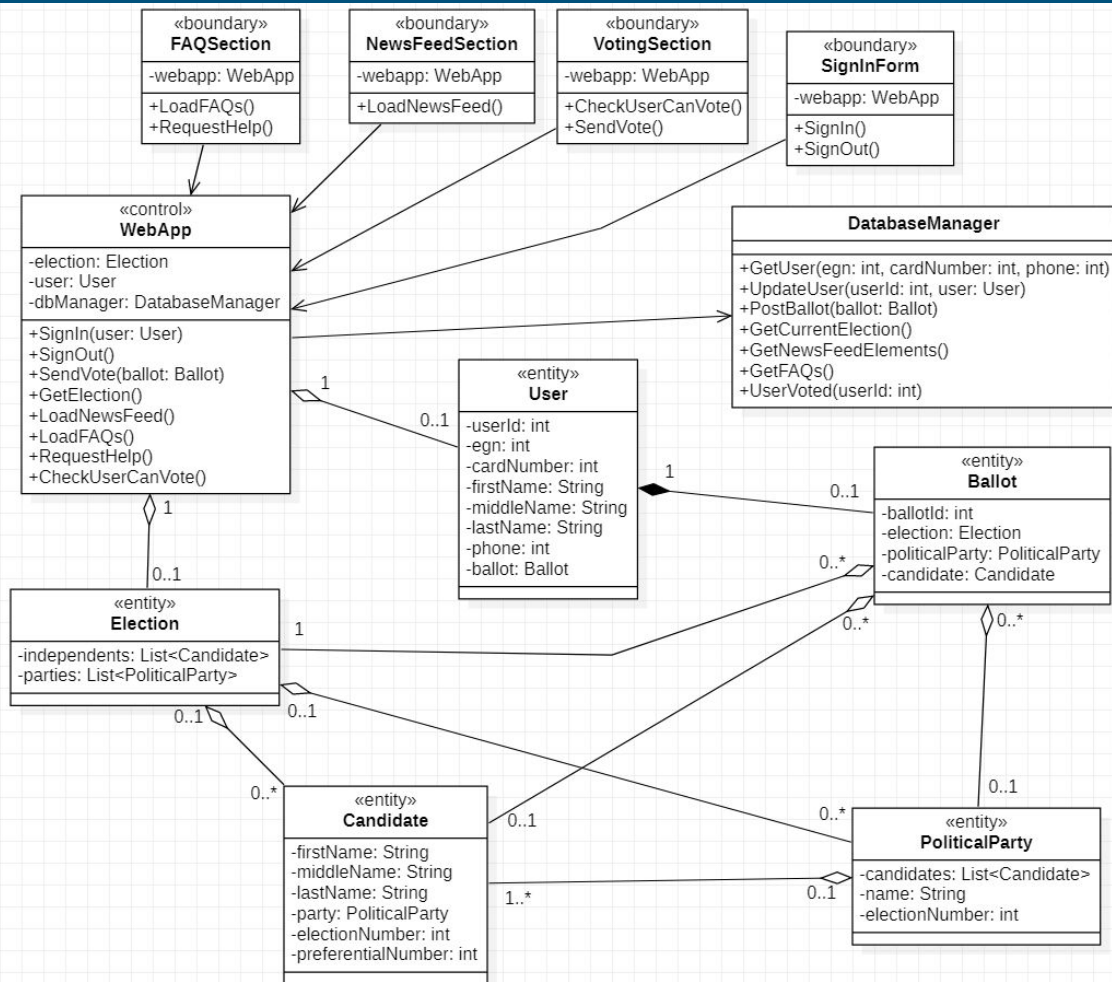 «boundary»
FAQSection
-webapp: WebApp
+LoadFAQs()
+RequestHelp()
«boundary»
NewsFeedSection
-webapp: WebApp
+LoadNewsFeed()
«boundary»
VotingSection
-webapp: WebApp
+CheckUserCanVote()
+SendVote()
«boundary»
SignInForm
-webapp: WebApp
+SignIn()
+SignOut()
«control»
WebApp
-election: Election
-user: User
-dbManager: DatabaseManager
+SignIn(user: User)
+SignOut()
+SendVote(ballot: Ballot)
+GetElection()
+LoadNewsFeed()
+LoadFAQs()
+RequestHelp()
+CheckUserCanVote()
DatabaseManager
+GetUser(egn: int, cardNumber: int, phone: int)
+UpdateUser(userId: int, user: User)
+PostBallot(ballot: Ballot)
+GetCurrentElection()
+GetNewsFeedElements()
+GetFAQs()
+UserVoted(userId: int)
1
0..1
«entity»
User
-userId: int
-egn: int
-cardNumber: int
-firstName: String
-middleName: String
-lastName: String
-phone: int
-ballot: Ballot
1
0..1
«entity»
Ballot
-ballotId: int
-election: Election
-politicalParty: PoliticalParty
-candidate: Candidate
1
0..1
«entity»
Election
-independents: List<Candidate>
-parties: List<PoliticalParty>
1
0..*
0..*
0..*
0..1
0..1
0..*
0..1
0..*
0..1
«entity»
Candidate
-firstName: String
-middleName: String
-lastName: String
-party: PoliticalParty
-electionNumber: int
-preferentialNumber: int
1..*
0..1
«entity»
PoliticalParty
-candidates: List<Candidate>
-name: String
-electionNumber: int